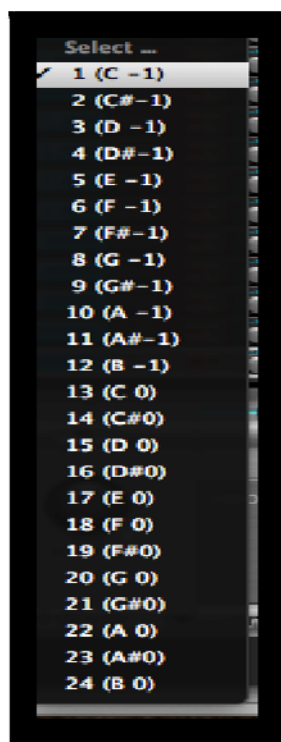 Select ...
✓ 1 (C -1)
2 (C#-1)
3 (D -1)
4 (D#-1)
5 (E -1)
6 (F -1)
7 (F#-1)
8 (G -1)
9 (G#-1)
10 (A -1)
11 (A#-1)
12 (B -1)
13 (C 0)
14 (C#0)
15 (D 0)
16 (D#0)
17 (E 0)
18 (F 0)
19 (F#0)
20 (G 0)
21 (G#0)
22 (A 0)
23 (A#0)
24 (B 0)